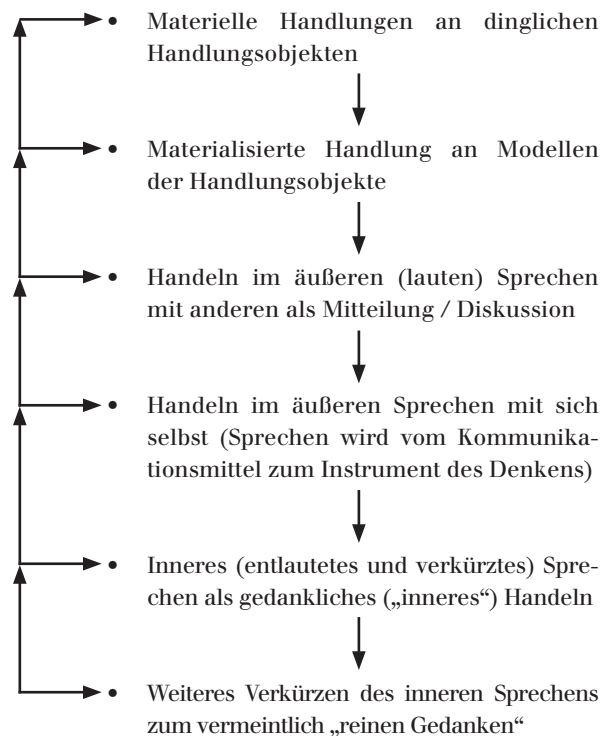 • Materielle Handlungen an dinglichen
Handlungsobjekten
• Materialisierte Handlung an Modellen
der Handlungsobjekte
• Handeln im äußeren (lauten) Sprechen
mit anderen als Mitteilung / Diskussion
• Handeln im äußeren Sprechen mit sich
selbst (Sprechen wird vom Kommunika-
tionsmittel zum Instrument des Denkens)
• Inneres (entlautetes und verkürztes) Spre-
chen als gedankliches („inneres“) Handeln
• Weiteres Verkürzen des inneren Sprechens
zum vermeintlich „reinen Gedanken“